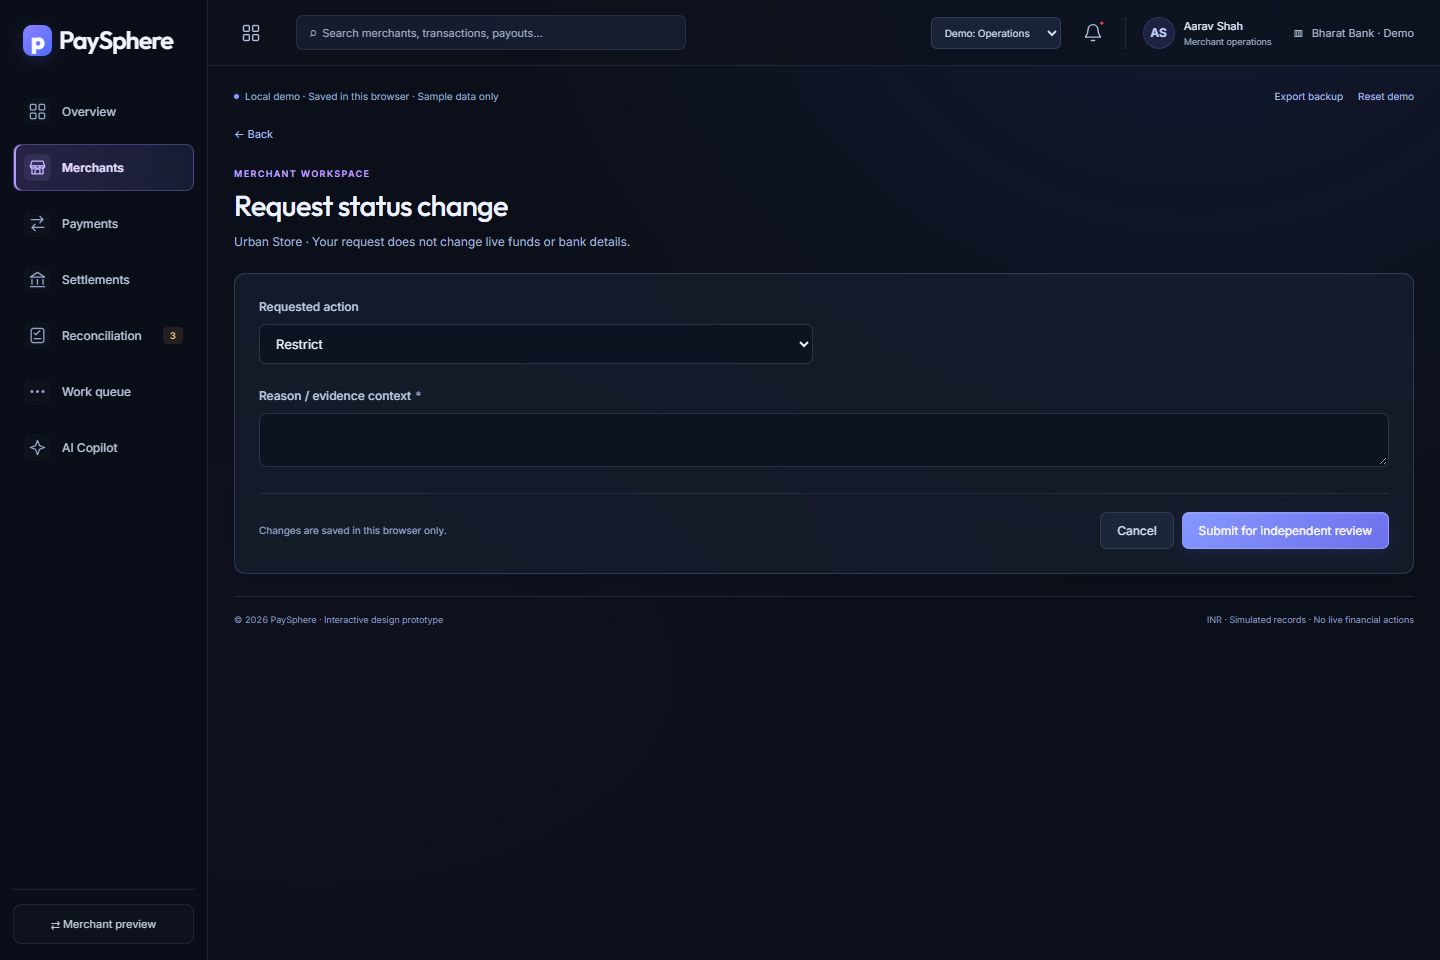 PaySphere
Search merchants, transactions, payouts...
Demo: Operations
AS
Aarav Shah
Merchant operations
Bharat Bank · Demo
Overview
Merchants
Payments
Settlements
Reconciliation 3
Work queue
AI Copilot
⇄ Merchant preview
Local demo · Saved in this browser · Sample data only
Export backup Reset demo
← Back
MERCHANT WORKSPACE
Request status change
Urban Store · Your request does not change live funds or bank details.
Requested action
Restrict
Reason / evidence context *
Changes are saved in this browser only.
Cancel
Submit for independent review
© 2026 PaySphere · Interactive design prototype
INR · Simulated records · No live financial actions